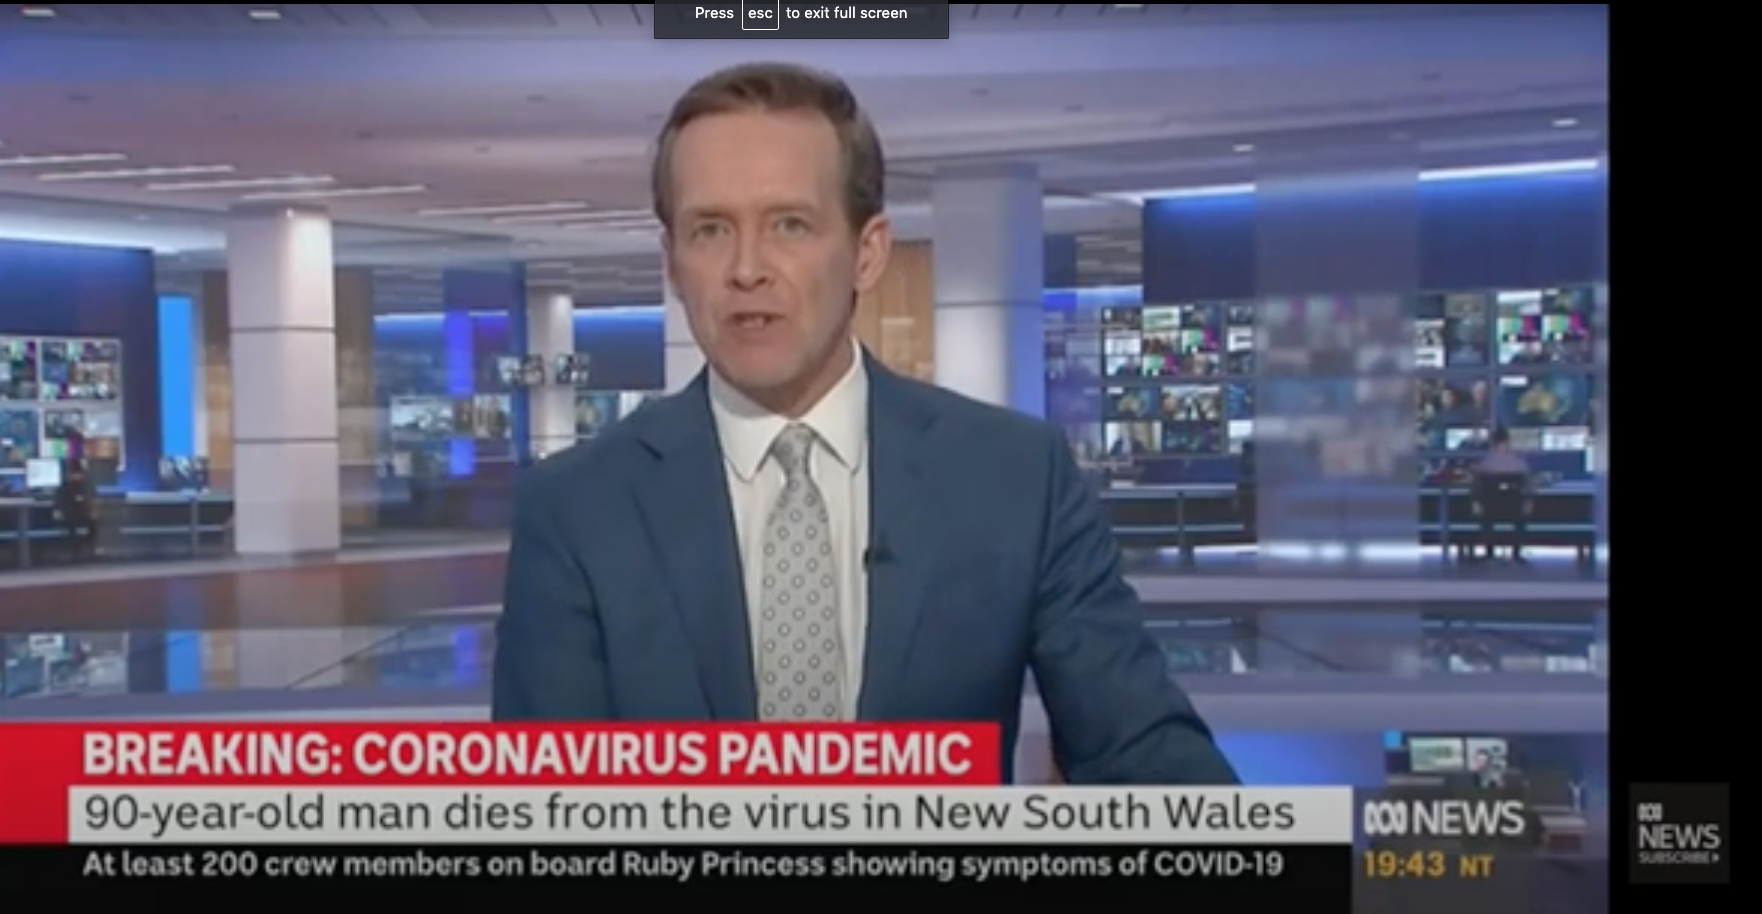 Press esc to exit full screen
BREAKING: CORONAVIRUS PANDEMIC
90-year-old man dies from the virus in New South Wales
At least 200 crew members on board Ruby Princess showing symptoms of COVID-19
NEWS
19:43 NT
NEWS
SUBSCRIBE